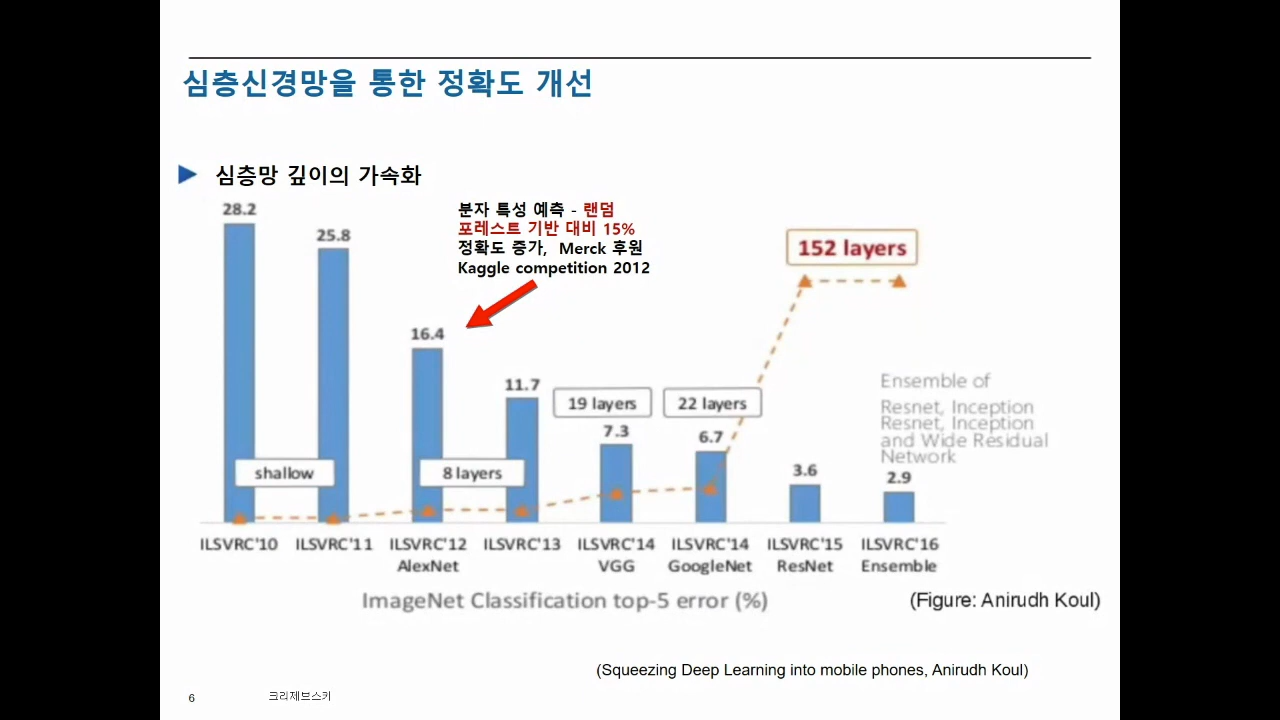 심층신경망을 통한 정확도 개선
심층망 깊이의 가속화
분자 특성 예측 - 랜덤
포레스트 기반 대비 15%
정확도 증가, Merck 후원
Kaggle competition 2012
28.2
25.8
16.4
11.7
7.3
6.7
3.6
2.9
shallow
8 layers
19 layers
22 layers
152 layers
Ensemble of
Resnet, Inception
Resnet, Inception
and Wide Residual
Network
ILSVRC'10
ILSVRC'11
ILSVRC'12
AlexNet
ILSVRC'13
ILSVRC'14
VGG
ILSVRC'14
GoogleNet
ILSVRC'15
ResNet
ILSVRC'16
Ensemble
ImageNet Classification top-5 error (%)
(Figure: Anirudh Koul)
(Squeezing Deep Learning into mobile phones, Anirudh Koul)
6
크리제브스키